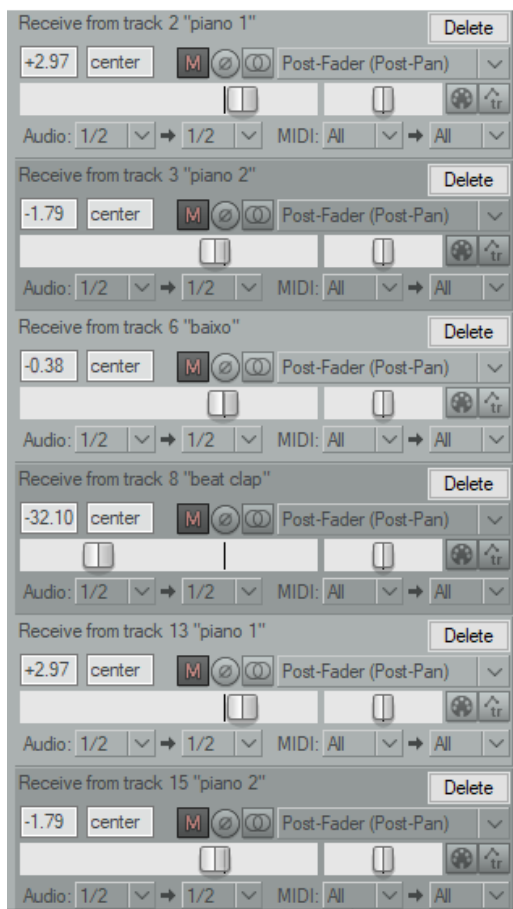 Receive from track 2 "piano 1" Delete
+2.97 center M Post-Fader (Post-Pan)
tr
Audio: 1/2 1/2 MIDI: All All
Receive from track 3 "piano 2" Delete
-1.79 center M Post-Fader (Post-Pan)
tr
Audio: 1/2 1/2 MIDI: All All
Receive from track 6 "baixo" Delete
-0.38 center M Post-Fader (Post-Pan)
tr
Audio: 1/2 1/2 MIDI: All All
Receive from track 8 "beat clap" Delete
-32.10 center M Post-Fader (Post-Pan)
tr
Audio: 1/2 1/2 MIDI: All All
Receive from track 13 "piano 1" Delete
+2.97 center M Post-Fader (Post-Pan)
tr
Audio: 1/2 1/2 MIDI: All All
Receive from track 15 "piano 2" Delete
-1.79 center M Post-Fader (Post-Pan)
tr
Audio: 1/2 1/2 MIDI: All All